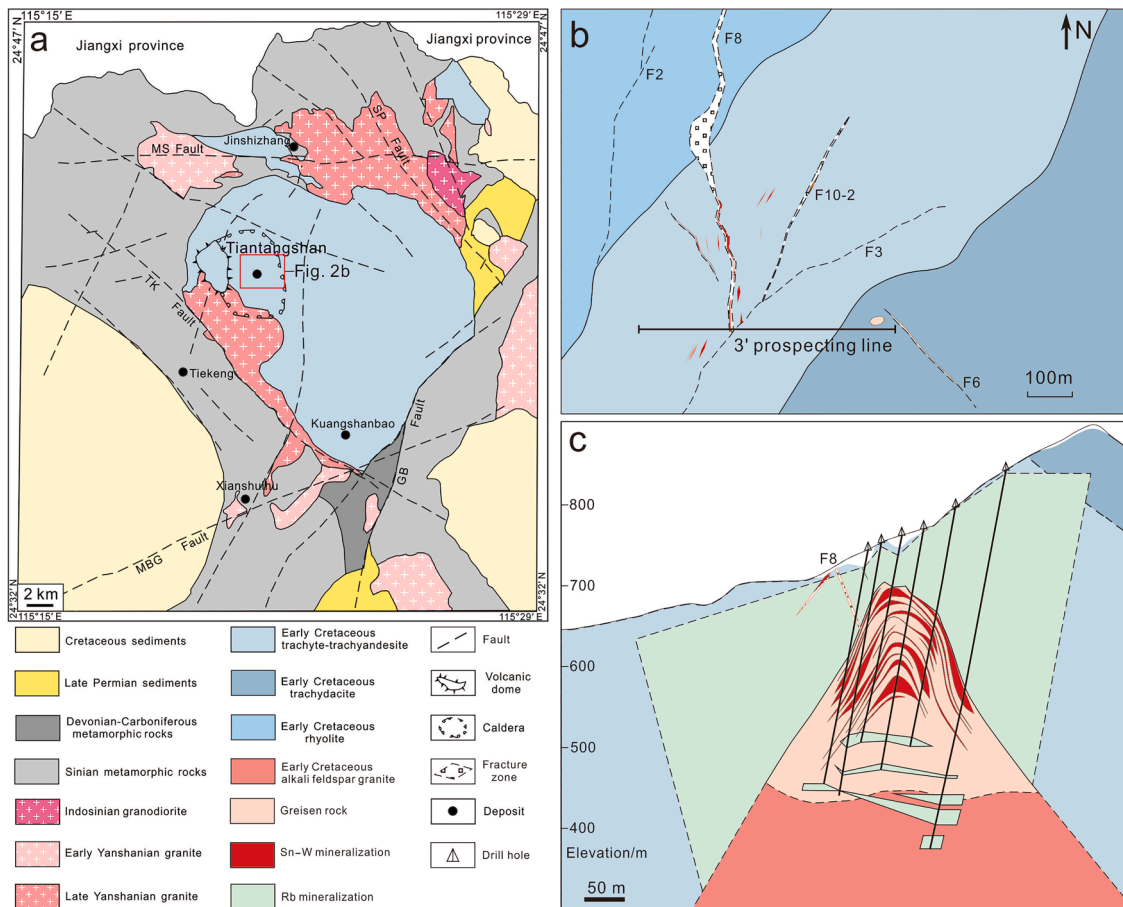 115°15′ E
115°29′ E
24°47′ N
24°47′ N
a
Jiangxi province
Jiangxi province
SP Fault
MS Fault
Jinshizhang
Tiantangshan
Fig. 2b
TK Fault
Tiekeng
Kuangshanbao
GB Fault
Xianshuihu
MBG Fault
2 km
24°32′ N
24°32′ N
115°15′ E
115°29′ E
b
F8
N
F2
F10-2
F3
3' prospecting line
F6
100m
c
800
700
600
500
400
F8
Elevation/m
50 m
Cretaceous sediments
Late Permian sediments
Devonian-Carboniferous
metamorphic rocks
Sinian metamorphic rocks
Indosinian granodiorite
Early Yanshanian granite
Late Yanshanian granite
Early Cretaceous
trachyte-trachyandesite
Early Cretaceous
trachydacite
Early Cretaceous
rhyolite
Early Cretaceous
alkali feldspar granite
Greisen rock
Sn-W mineralization
Rb mineralization
Fault
Volcanic
dome
Caldera
Fracture
zone
Deposit
Drill hole